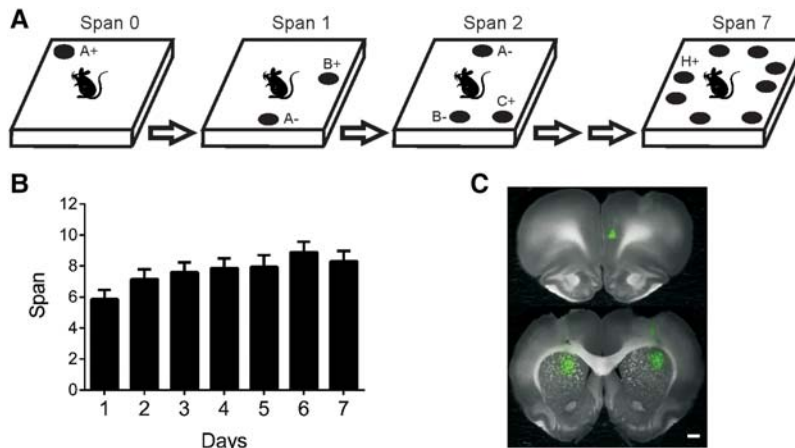 A
Span 0
Span 1
Span 2
Span 7
A+
B+
A-
A-
B-
C+
H+
B
12
10
8
6
4
2
0
Span
1 2 3 4 5 6 7
Days
C